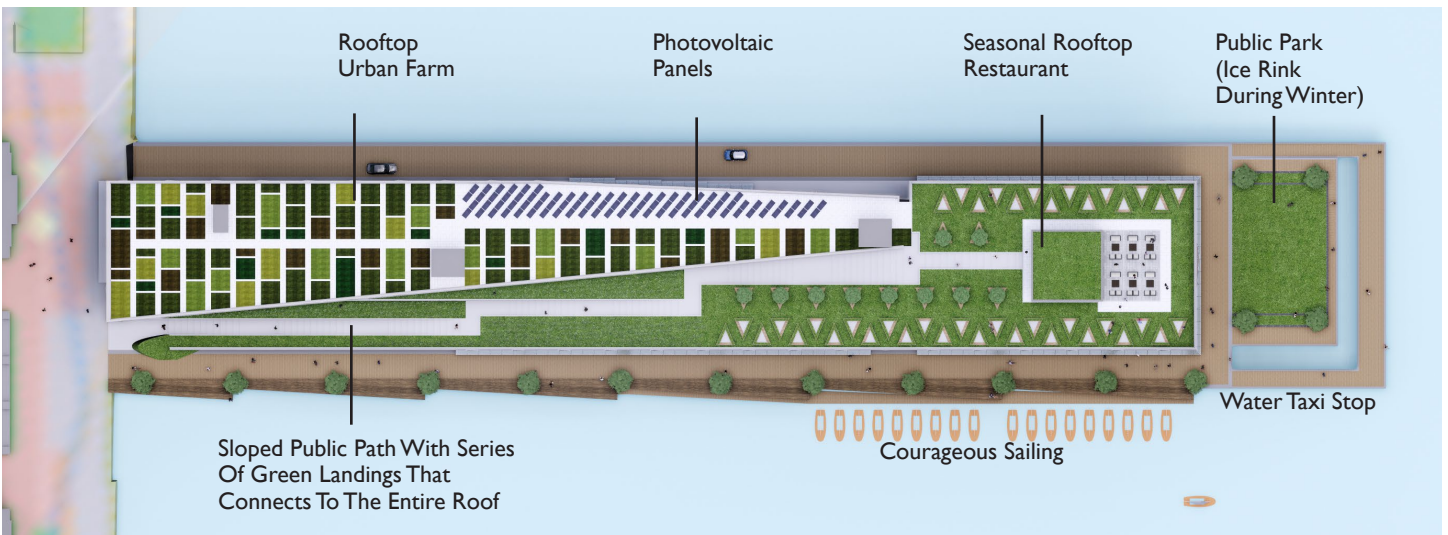 Rooftop
Urban Farm
Photovoltaic
Panels
Seasonal Rooftop
Restaurant
Public Park
(Ice Rink
During Winter)
Water Taxi Stop
Sloped Public Path With Series
Of Green Landings That
Connects To The Entire Roof
Courageous Sailing